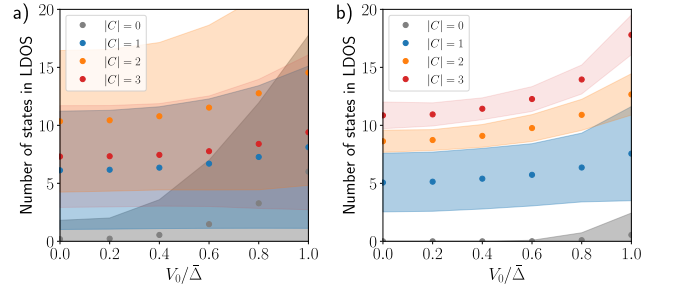 a)
Number of states in LDOS
20
15
10
5
0
|C| = 0
|C| = 1
|C| = 2
|C| = 3
0.0 0.2 0.4 0.6 0.8 1.0
V₀/Δ̄
b)
Number of states in LDOS
20
15
10
5
0
|C| = 0
|C| = 1
|C| = 2
|C| = 3
0.0 0.2 0.4 0.6 0.8 1.0
V₀/Δ̄